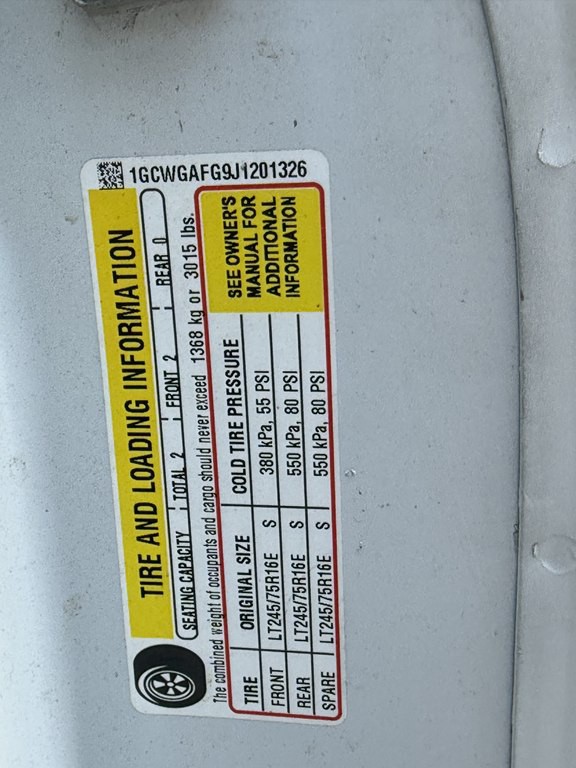 1GCWGAFG9J1201326
TIRE AND LOADING INFORMATION
SEATING CAPACITY TOTAL 2 FRONT 2 REAR 0
The combined weight of occupants and cargo should never exceed 1368 kg or 3015 lbs.
TIRE ORIGINAL SIZE COLD TIRE PRESSURE
FRONT LT245/75R16E S 380 kPa, 55 PSI
REAR LT245/75R16E S 550 kPa, 80 PSI
SPARE LT245/75R16E S 550 kPa, 80 PSI
SEE OWNER'S
MANUAL FOR
ADDITIONAL
INFORMATION